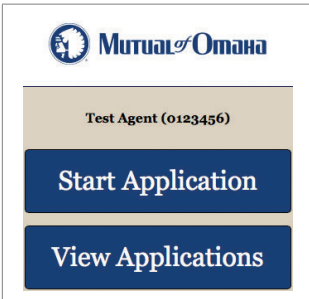 Mutual of Omaha
Test Agent (0123456)
Start Application
View Applications